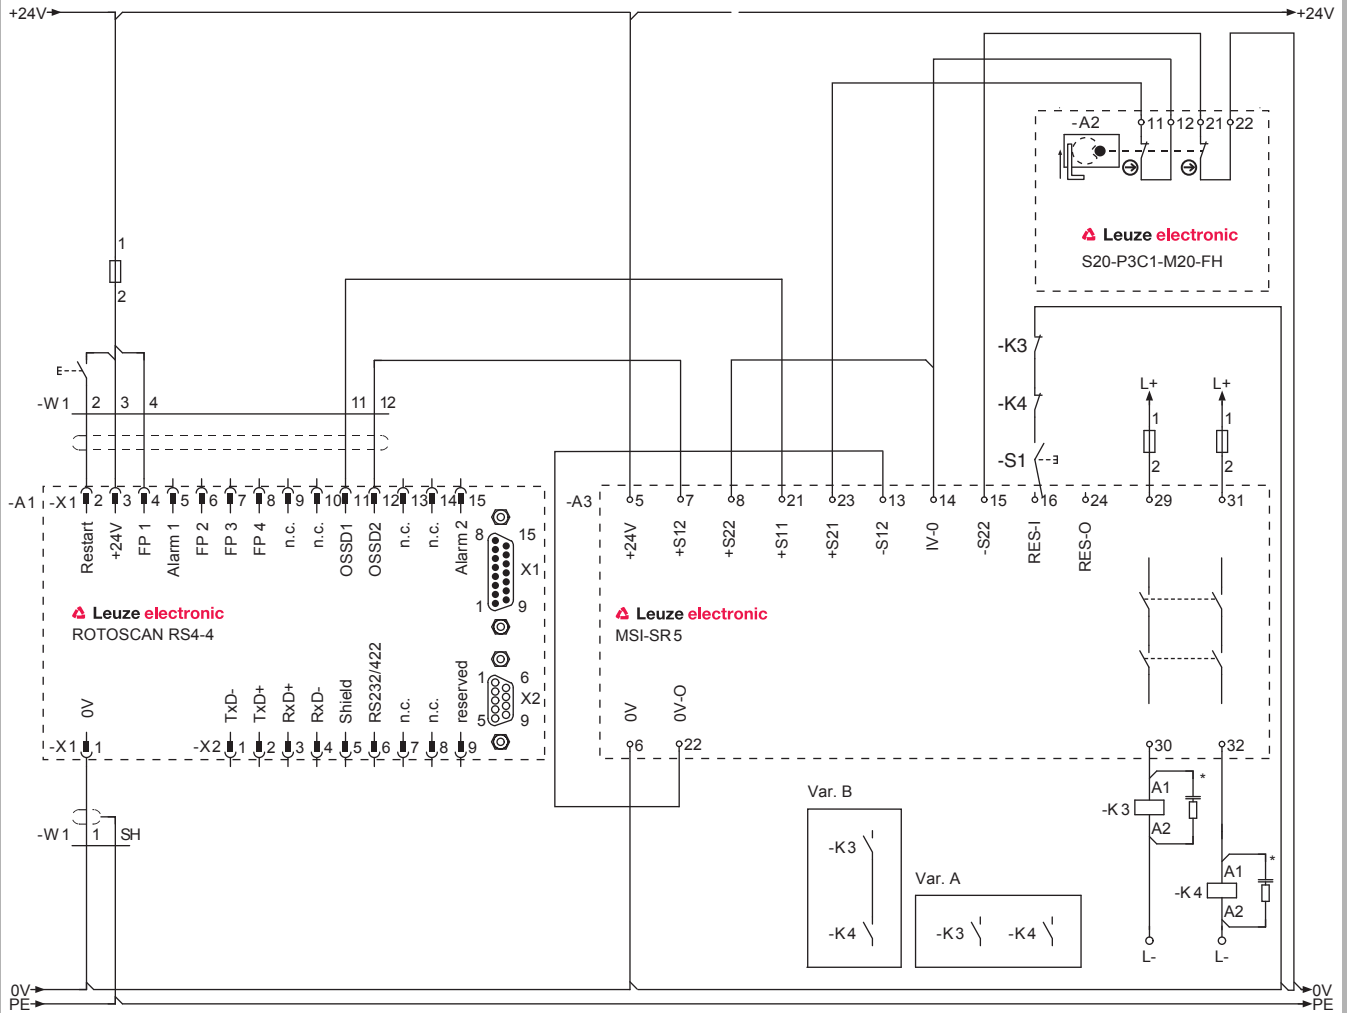 +24V +24V
-A2 11 12 21 22
Leuze electronic
S20-P3C1-M20-FH
1
2
-K3
-K4
-S1
L+ L+
1 1
2 2
E
-W1 2 3 4 11 12
-A1 -X1 2 3 4 5 6 7 8 9 10 11 12 13 14 15
Restart +24V FP 1 Alarm 1 FP 2 FP 3 FP 4 n.c. n.c. OSSD1 OSSD2 n.c. n.c. Alarm 2
8 15
X1
1 9
Leuze electronic
ROTOSCAN RS4-4
0V TxD- TxD+ RxD+ RxD- Shield RS232/422 n.c. n.c. reserved
1 6
X2
5 9
-X1 1 -X2 1 2 3 4 5 6 7 8 9
-W1 1 SH
-A3 5 7 8 21 23 13 14 15 16 24 29 31
+24V +S12 +S22 +S11 +S21 -S12 IV-0 -S22 RES-I RES-O
Leuze electronic
MSI-SR5
0V 0V-O
6 22 30 32
Var. B
-K3
-K4
Var. A
-K3 -K4
A1 *
-K3
A2
A1 *
-K4
A2
L- L-
0V 0V
PE PE